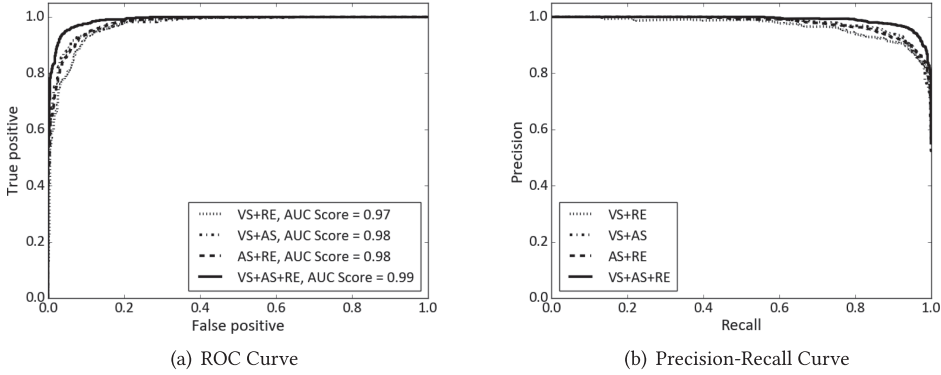 1.0
0.8
0.6
0.4
0.2
0.0
True positive
VS+RE, AUC Score = 0.97
VS+AS, AUC Score = 0.98
AS+RE, AUC Score = 0.98
VS+AS+RE, AUC Score = 0.99
0.0 0.2 0.4 0.6 0.8 1.0
False positive
(a) ROC Curve
1.0
0.8
0.6
0.4
0.2
0.0
Precision
VS+RE
VS+AS
AS+RE
VS+AS+RE
0.0 0.2 0.4 0.6 0.8 1.0
Recall
(b) Precision-Recall Curve